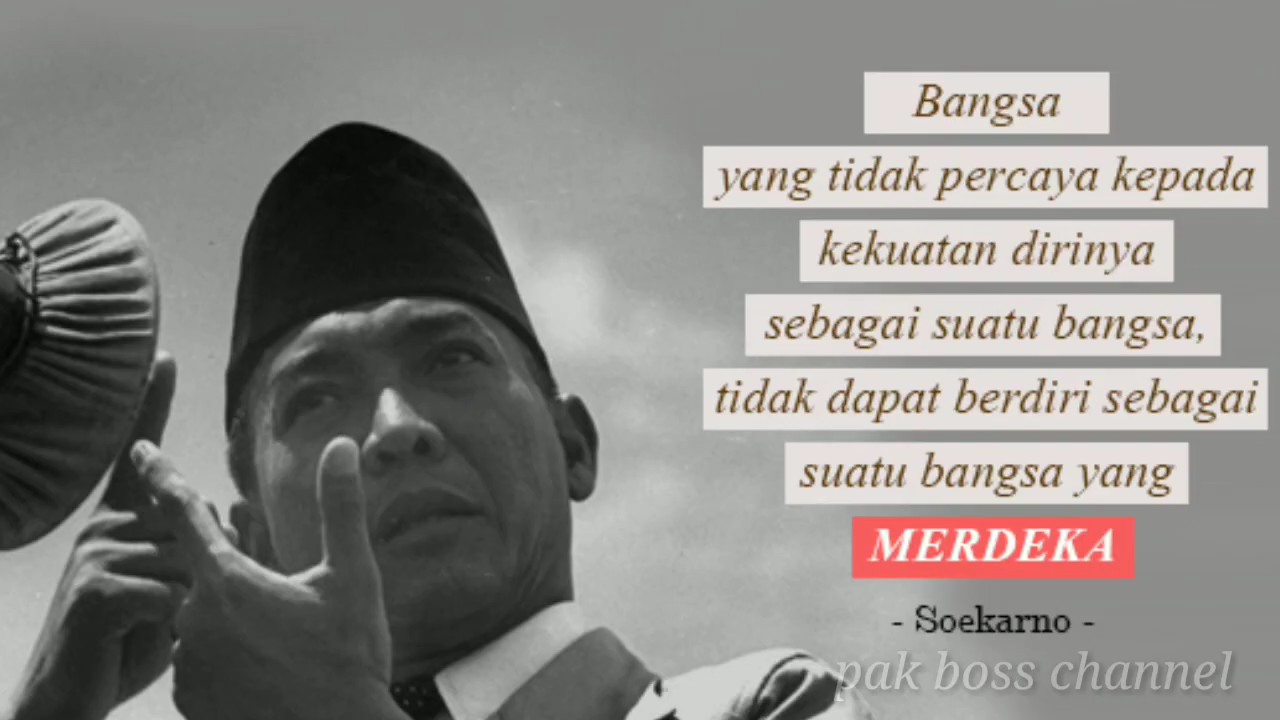 Bangsa
yang tidak percaya kepada
kekuatan dirinya
sebagai suatu bangsa,
tidak dapat berdiri sebagai
suatu bangsa yang
MERDEKA
- Soekarno -
pak boss channel